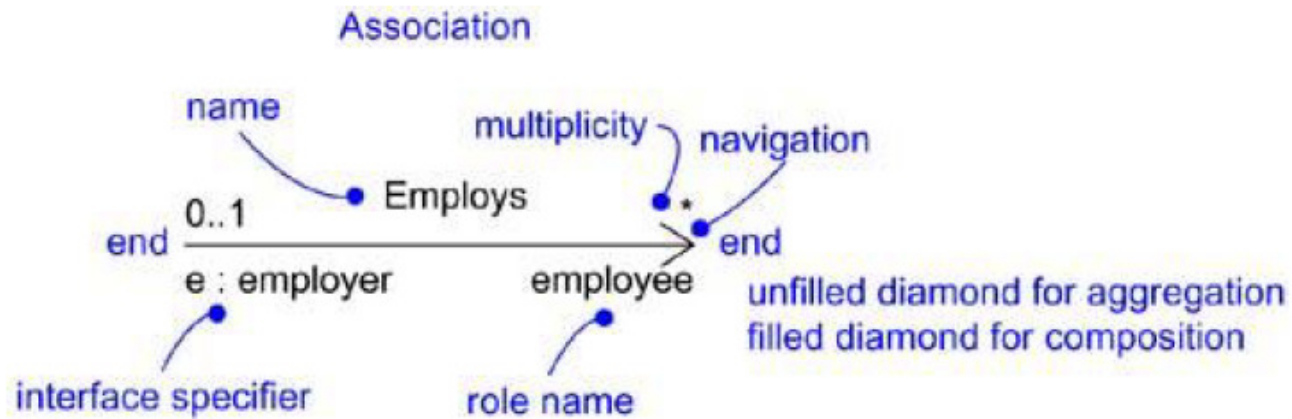 Association
name
multiplicity
navigation
Employs
*
0..1
end
end
e : employer
employee
unfilled diamond for aggregation
filled diamond for composition
interface specifier
role name